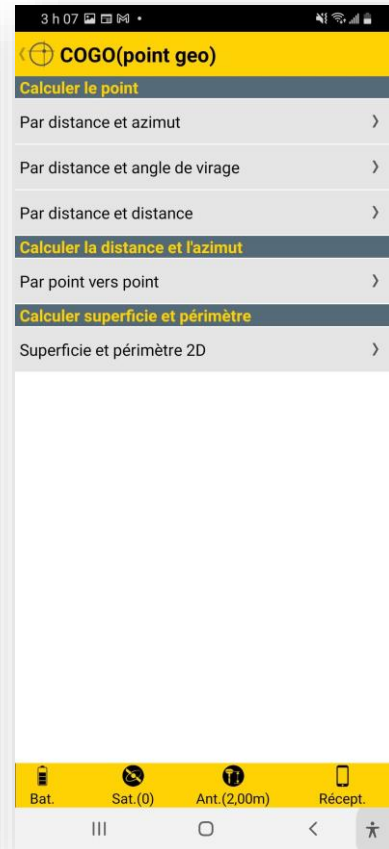 3 h 07
COGO(point geo)
Calculer le point
Par distance et azimut
Par distance et angle de virage
Par distance et distance
Calculer la distance et l'azimut
Par point vers point
Calculer superficie et périmètre
Superficie et périmètre 2D
Bat. Sat.(0) Ant.(2,00m) Récept.